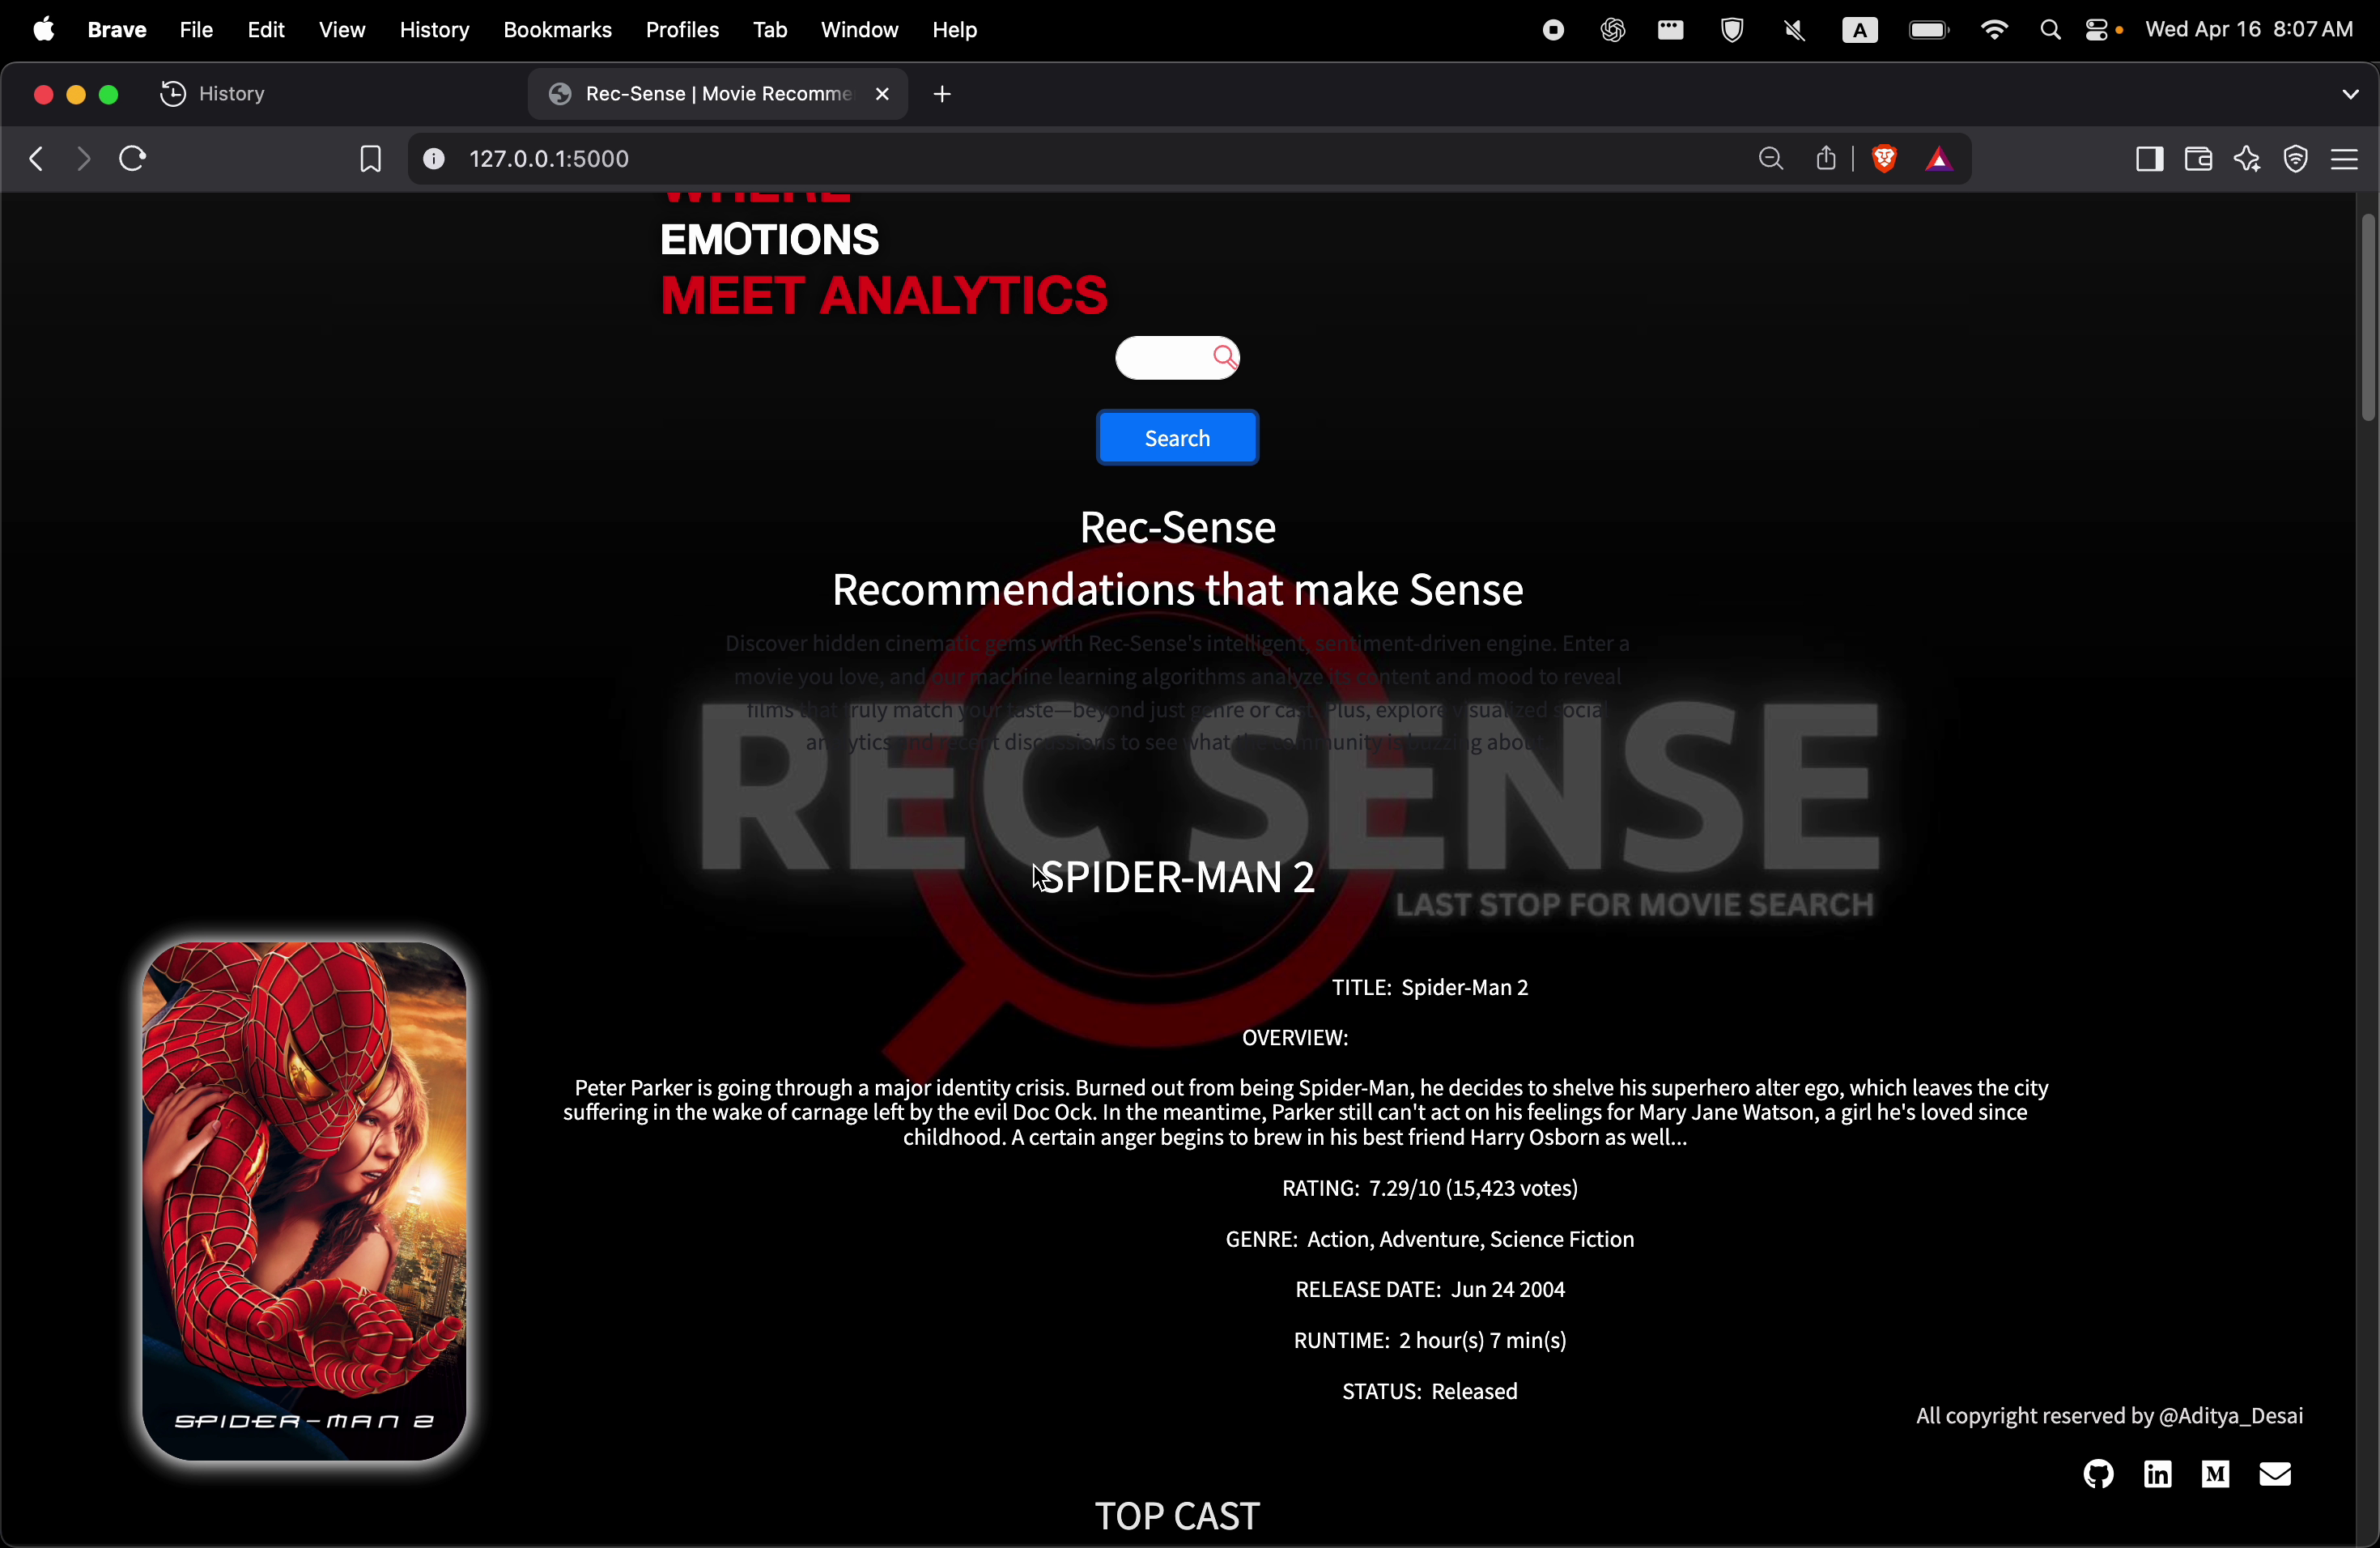 Brave File Edit View History Bookmarks Profiles Tab Window Help A Wed Apr 16 8:07 AM
History Rec-Sense | Movie Recomme
127.0.0.1:5000
WHERE
EMOTIONS
MEET ANALYTICS
Search
Rec-Sense
Recommendations that make Sense
Discover hidden cinematic gems with Rec-Sense's intelligent, sentiment-driven engine. Enter a
movie you love, and our machine learning algorithms analyze its content and mood to reveal
films that truly match your taste—beyond just genre or cast. Plus, explore visualized social
analytics and recent discussions to see what the community is buzzing about.
REC SENSE
SPIDER-MAN 2
LAST STOP FOR MOVIE SEARCH
TITLE: Spider-Man 2
OVERVIEW:
Peter Parker is going through a major identity crisis. Burned out from being Spider-Man, he decides to shelve his superhero alter ego, which leaves the city
suffering in the wake of carnage left by the evil Doc Ock. In the meantime, Parker still can't act on his feelings for Mary Jane Watson, a girl he's loved since
childhood. A certain anger begins to brew in his best friend Harry Osborn as well...
RATING: 7.29/10 (15,423 votes)
GENRE: Action, Adventure, Science Fiction
RELEASE DATE: Jun 24 2004
RUNTIME: 2 hour(s) 7 min(s)
STATUS: Released
SPIDER-MAN 2
All copyright reserved by @Aditya_Desai
in M
TOP CAST